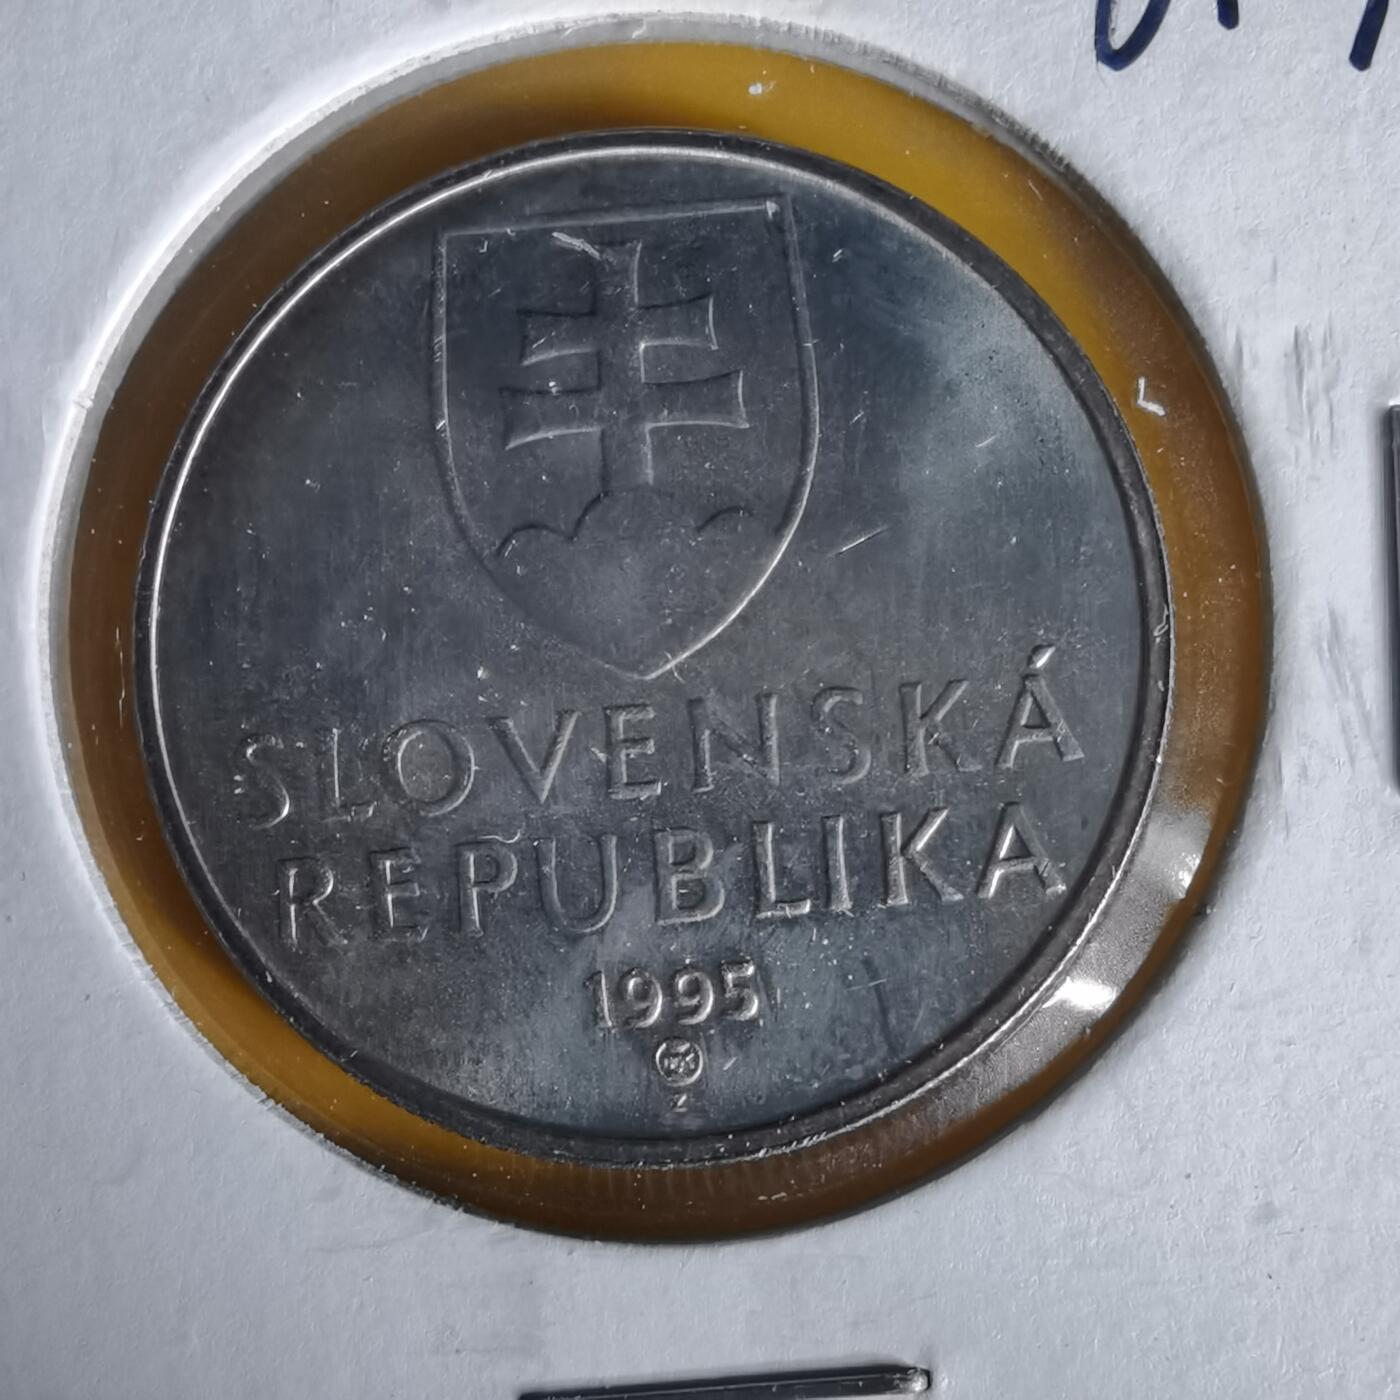 SLOVENSKÁ
REPUBLIKA
1995
Z